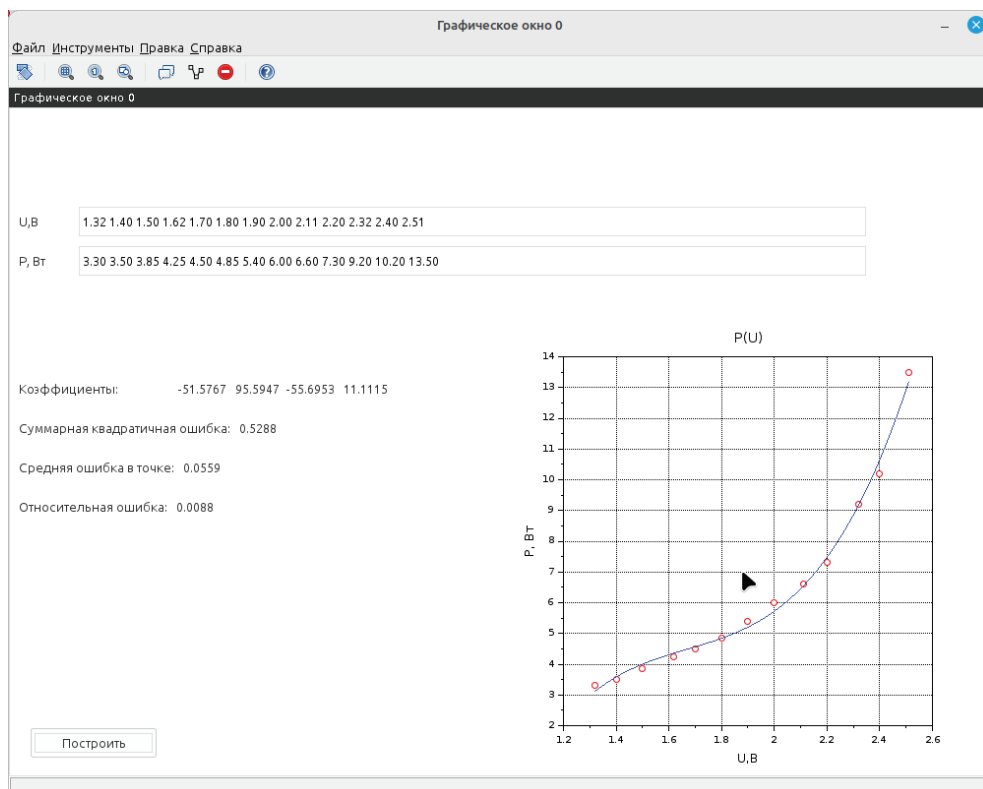 Графическое окно 0
Файл Инструменты Правка Справка
Графическое окно 0
U,В 1.32 1.40 1.50 1.62 1.70 1.80 1.90 2.00 2.11 2.20 2.32 2.40 2.51
P, Вт 3.30 3.50 3.85 4.25 4.50 4.85 5.40 6.00 6.60 7.30 9.20 10.20 13.50
Коэффициенты: -51.5767 95.5947 -55.6953 11.1115
Суммарная квадратичная ошибка: 0.5288
Средняя ошибка в точке: 0.0559
Относительная ошибка: 0.0088
Построить
P(U)
14
13
12
11
10
9
8
7
6
5
4
3
2
P, Вт
1.2 1.4 1.6 1.8 2 2.2 2.4 2.6
U,В